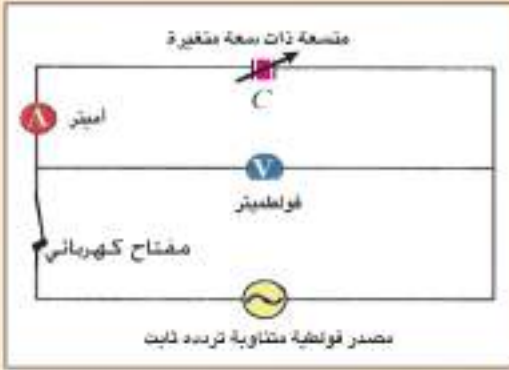 متسعة ذات سعة متغيرة
C
A
اميتر
V
فولطميتر
مفتاح كهربائي
مصدر فولطية متناوبة تردده ثابت